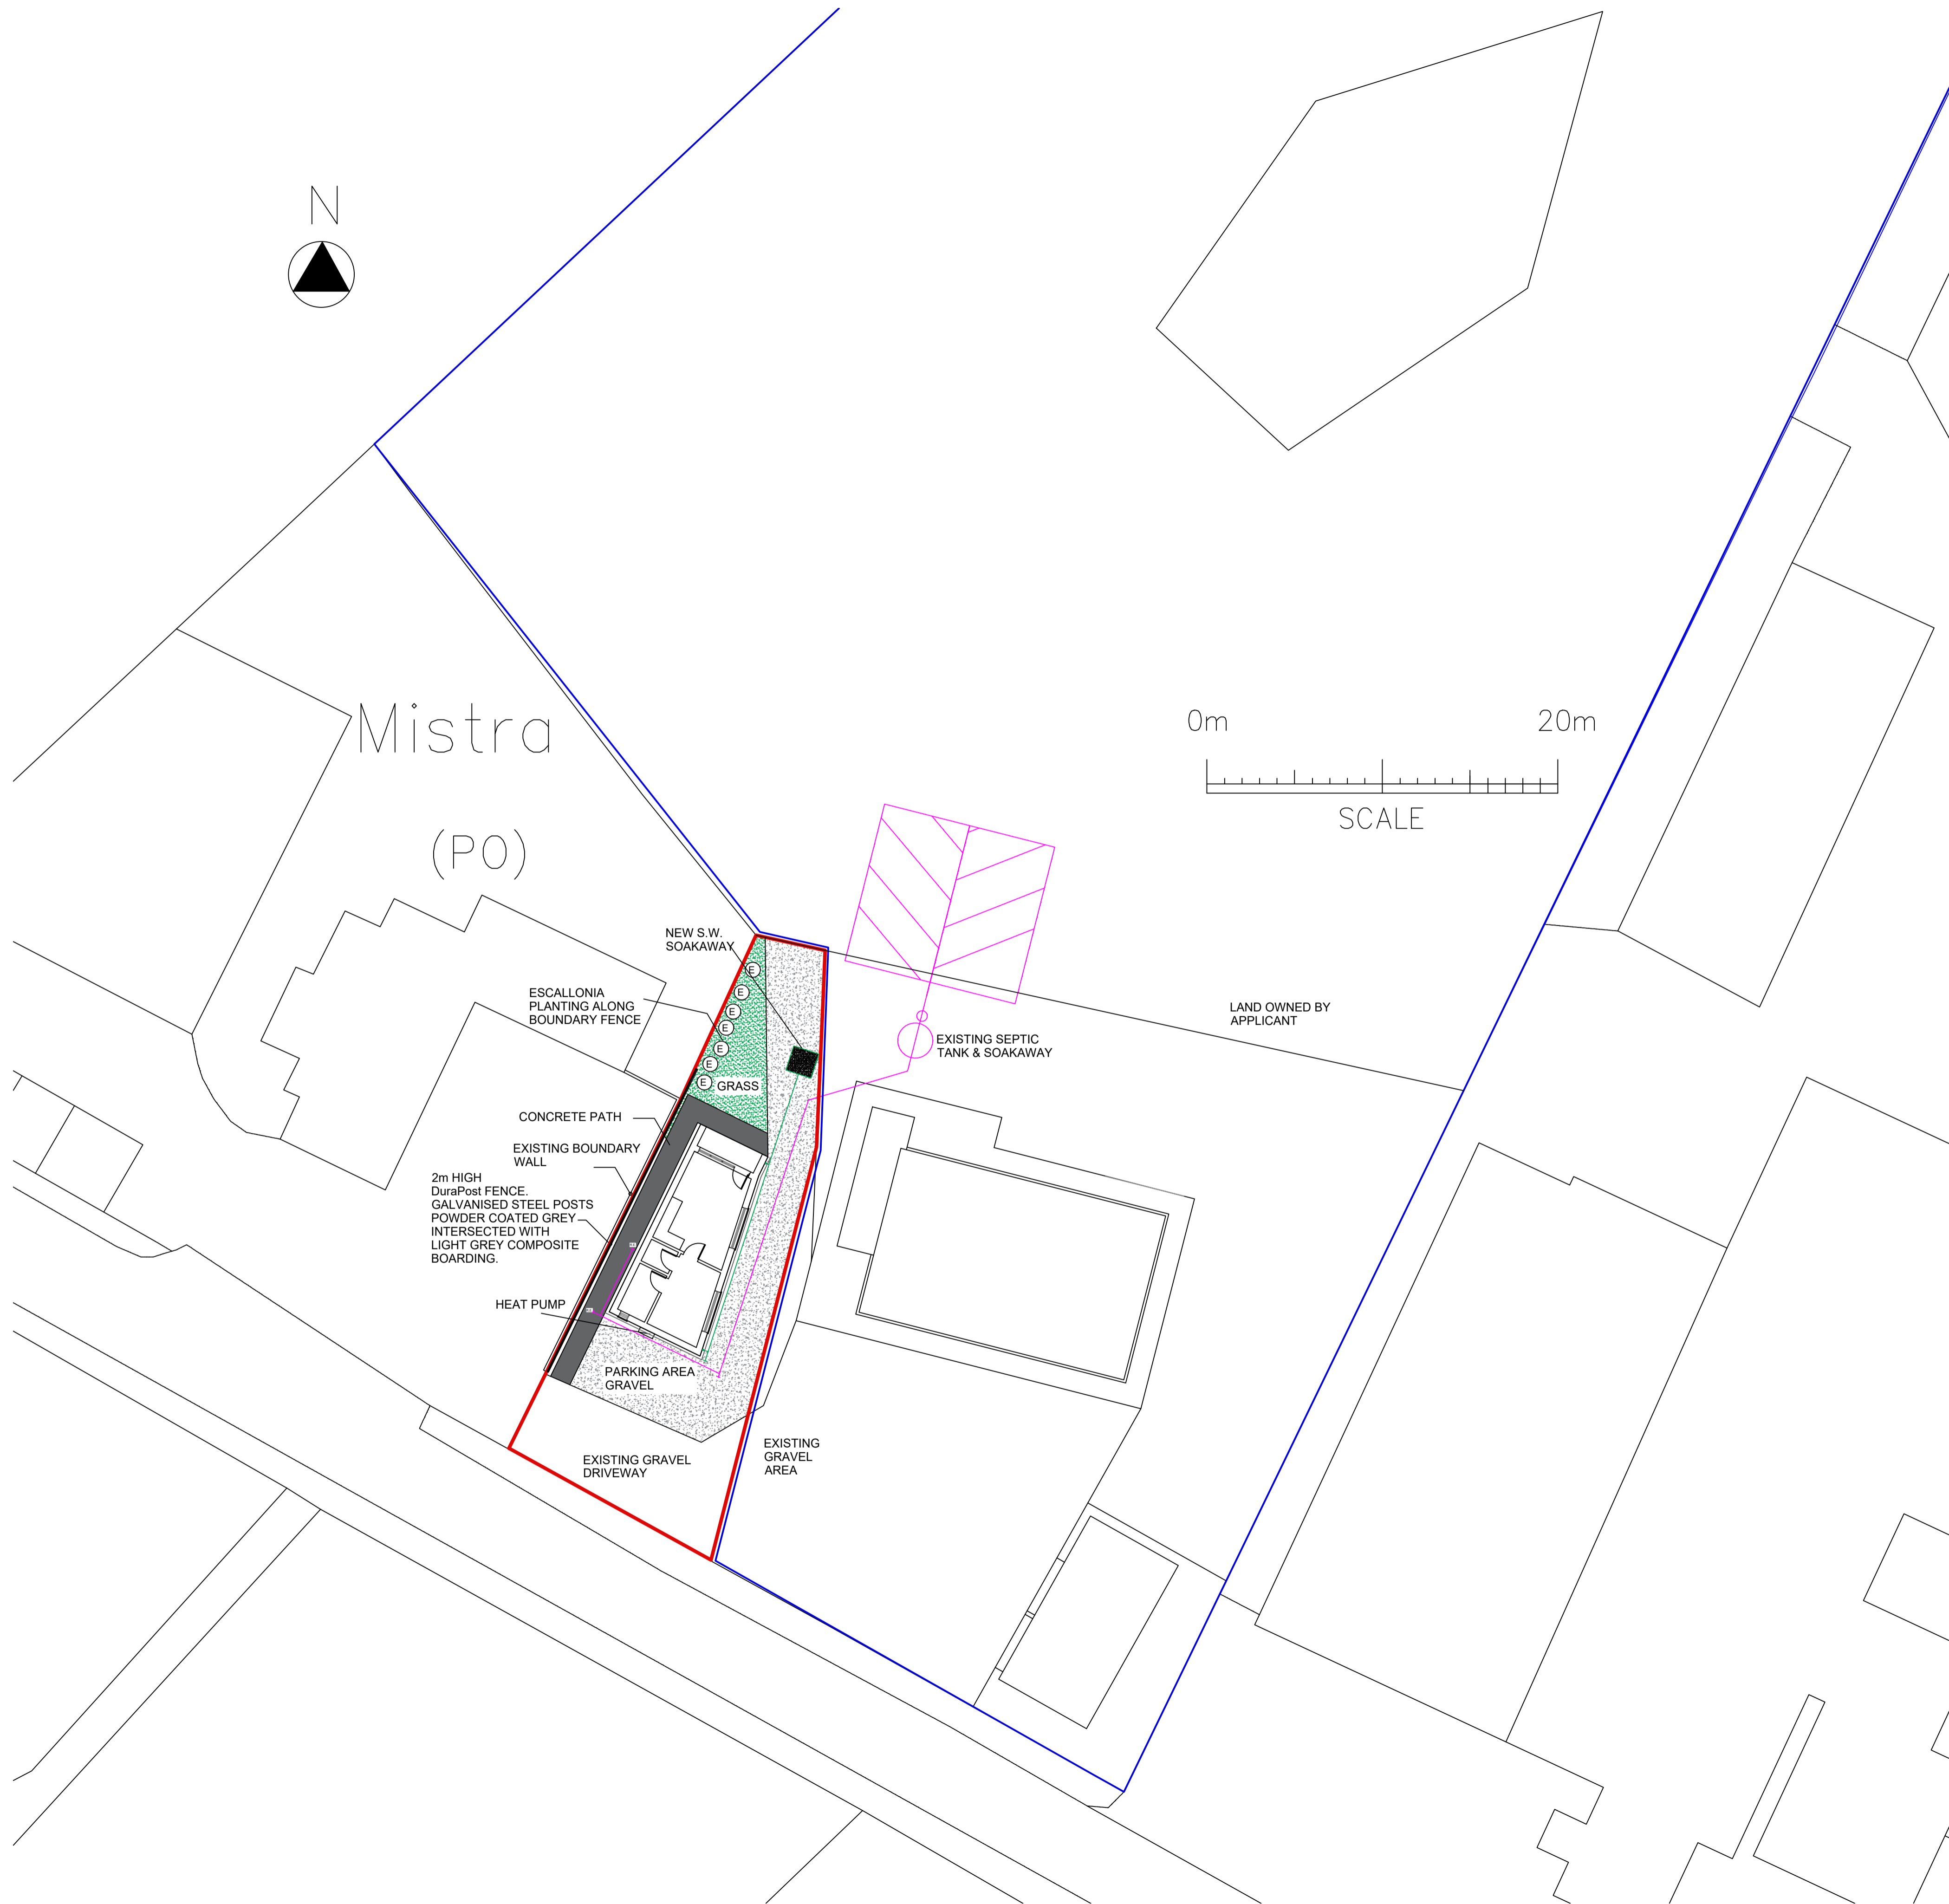 N
Mistra
(PO)
0m
20m
SCALE
NEW S.W.
SOAKAWAY
E
E
E
E
E
E
E
ESCALLONIA
PLANTING ALONG
BOUNDARY FENCE
LAND OWNED BY
APPLICANT
EXISTING SEPTIC
TANK & SOAKAWAY
GRASS
CONCRETE PATH
EXISTING BOUNDARY
WALL
2m HIGH
DuraPost FENCE.
GALVANISED STEEL POSTS
POWDER COATED GREY
INTERSECTED WITH
LIGHT GREY COMPOSITE
BOARDING.
HEAT PUMP
PARKING AREA
GRAVEL
EXISTING GRAVEL
DRIVEWAY
EXISTING
GRAVEL
AREA